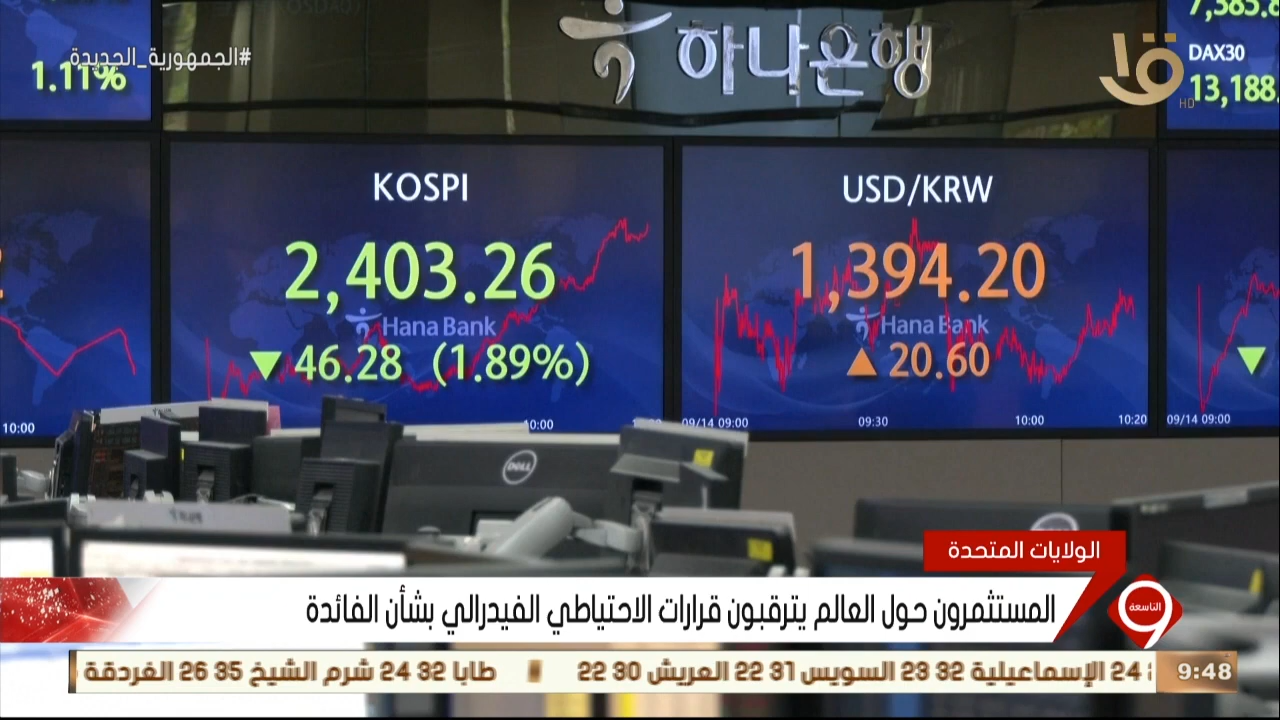 #الجمهورية_الجديدة
1.11%
하나은행
HD
DAX30
13,188
KOSPI
2,403.26
Hana Bank
▼46.28 (1.89%)
USD/KRW
1,394.20
Hana Bank
▲20.60
10:00
10:00
09/14 09:00
09:30
10:00
10:20
09/14 09:00
DELL
الولايات المتحدة
المستثمرون حول العالم يترقبون قرارات الاحتياطي الفيدرالي بشأن الفائدة
التاسعة
9
24 الإسماعيلية 32 23 السويس 31 22 العريش 30 22
طابا 32 24 شرم الشيخ 35 26 الغردقة
9:48